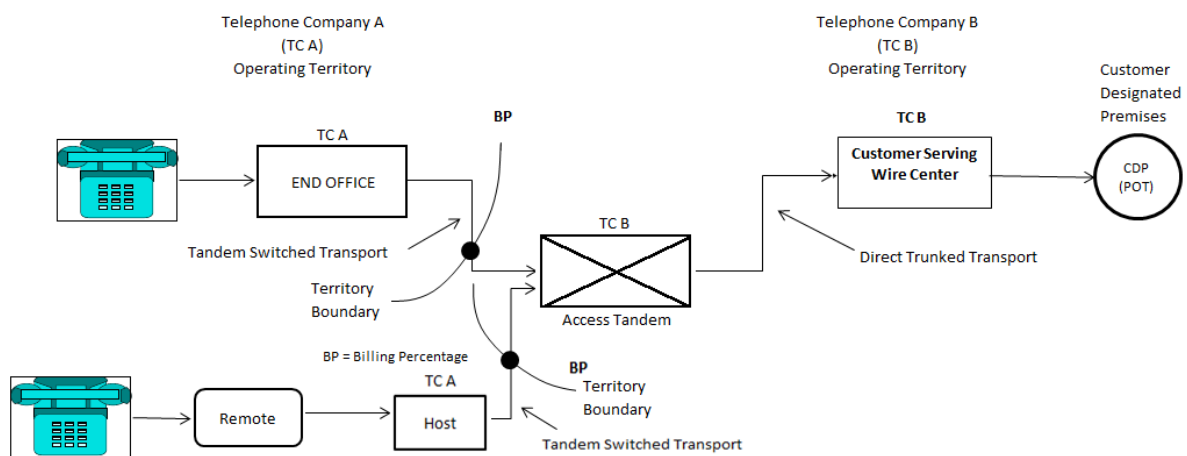 Telephone Company A
(TC A)
Operating Territory
Telephone Company B
(TC B)
Operating Territory
Customer
Designated
Premises
BP
TC A
END OFFICE
TC B
Customer Serving
Wire Center
CDP
(POT)
Tandem Switched Transport
TC B
Direct Trunked Transport
Territory
Boundary
Access Tandem
BP = Billing Percentage
BP
TC A
Territory
Boundary
Remote
Host
Tandem Switched Transport